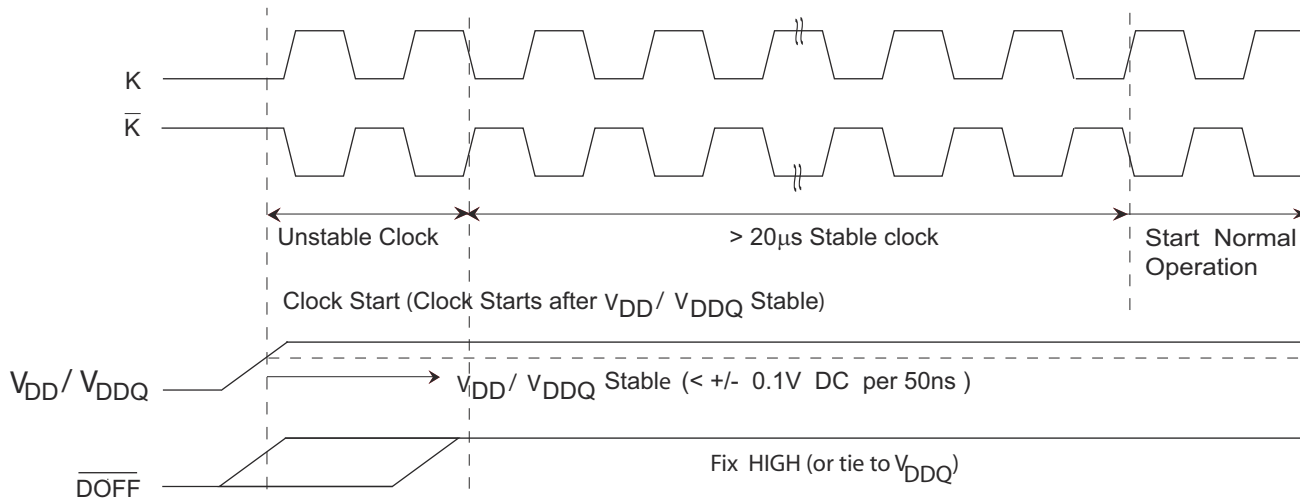 K
K̅
Unstable Clock
> 20μs Stable clock
Start Normal
Operation
Clock Start (Clock Starts after VDD / VDDQ Stable)
VDD / VDDQ
VDD / VDDQ Stable (< +/- 0.1V DC per 50ns )
D̅O̅F̅F̅
Fix HIGH (or tie to VDDQ)